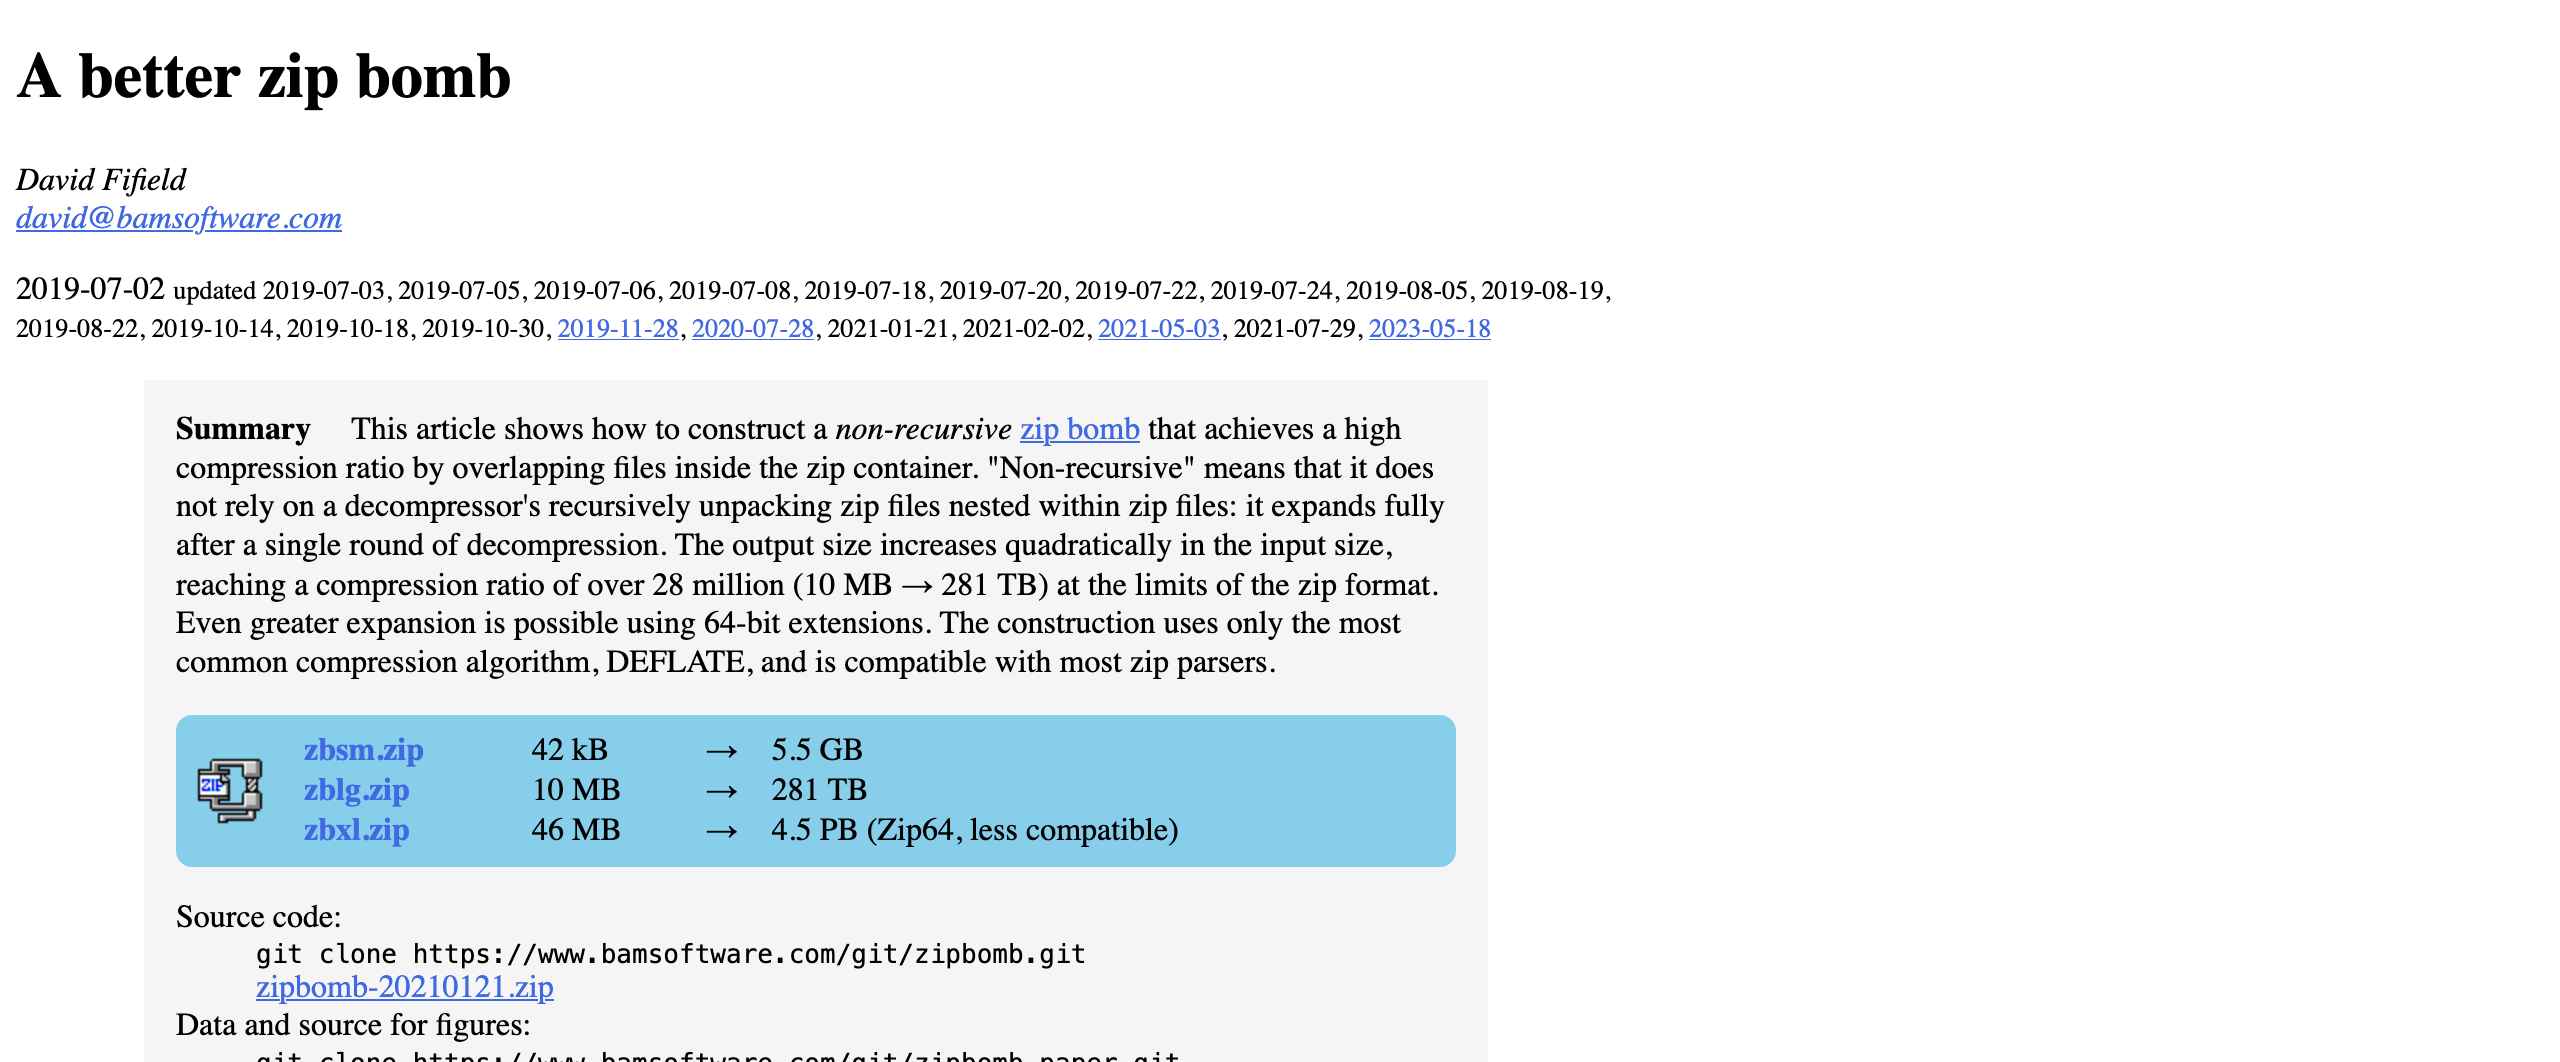 A better zip bomb
David Fifield
david@bamsoftware.com
2019-07-02 updated 2019-07-03, 2019-07-05, 2019-07-06, 2019-07-08, 2019-07-18, 2019-07-20, 2019-07-22, 2019-07-24, 2019-08-05, 2019-08-19,
2019-08-22, 2019-10-14, 2019-10-18, 2019-10-30, 2019-11-28, 2020-07-28, 2021-01-21, 2021-02-02, 2021-05-03, 2021-07-29, 2023-05-18
Summary This article shows how to construct a non-recursive zip bomb that achieves a high
compression ratio by overlapping files inside the zip container. "Non-recursive" means that it does
not rely on a decompressor's recursively unpacking zip files nested within zip files: it expands fully
after a single round of decompression. The output size increases quadratically in the input size,
reaching a compression ratio of over 28 million (10 MB → 281 TB) at the limits of the zip format.
Even greater expansion is possible using 64-bit extensions. The construction uses only the most
common compression algorithm, DEFLATE, and is compatible with most zip parsers.
ZIP
zbsm.zip 42 kB → 5.5 GB
zblg.zip 10 MB → 281 TB
zbxl.zip 46 MB → 4.5 PB (Zip64, less compatible)
Source code:
git clone https://www.bamsoftware.com/git/zipbomb.git
zipbomb-20210121.zip
Data and source for figures:
git clone https://www.bamsoftware.com/git/zipbomb-paper.git